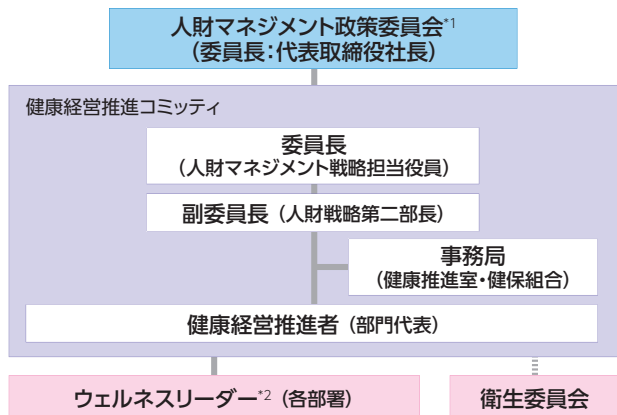 人財マネジメント政策委員会*1
(委員長:代表取締役社長)
健康経営推進コミッティ
委員長
(人財マネジメント戦略担当役員)
副委員長(人財戦略第二部長)
事務局
(健康推進室・健保組合)
健康経営推進者(部門代表)
ウェルネスリーダー*2(各部署)
衛生委員会